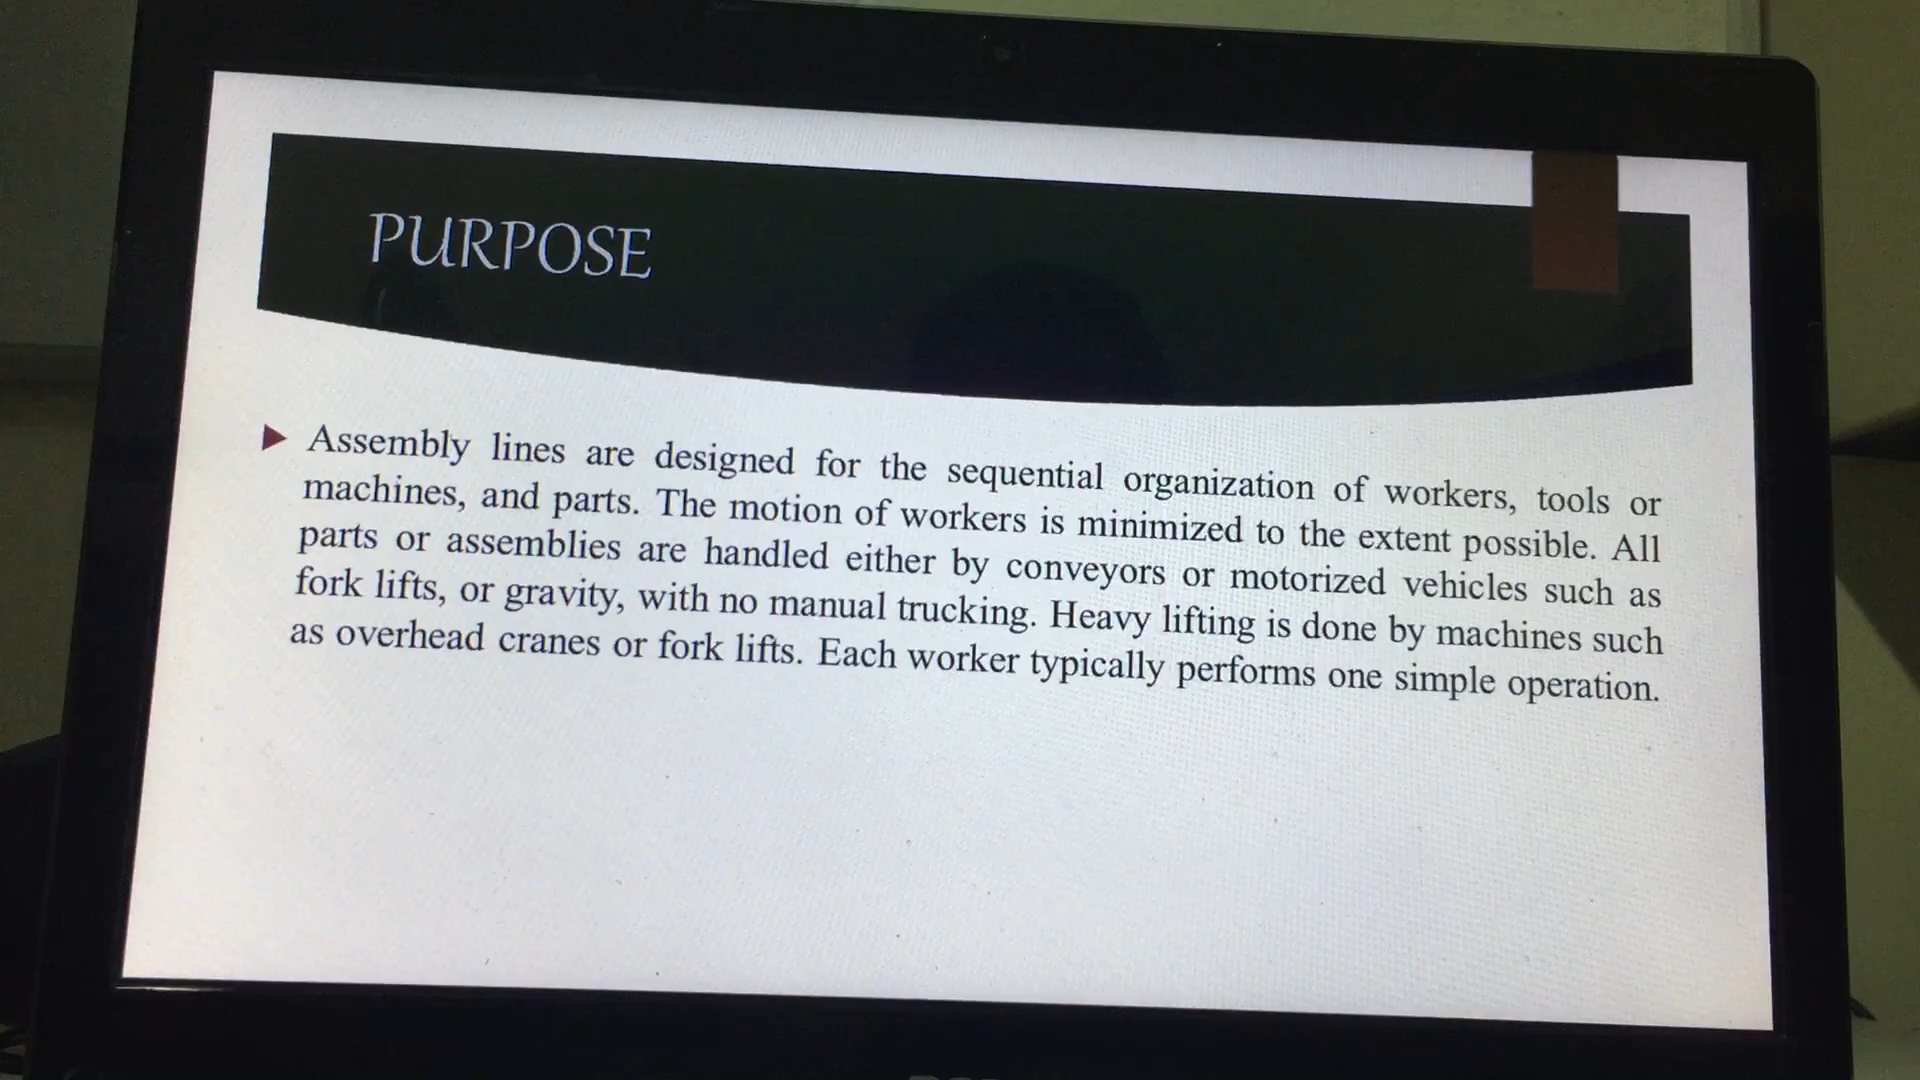 PURPOSE
Assembly lines are designed for the sequential organization of workers, tools or
machines, and parts. The motion of workers is minimized to the extent possible. All
parts or assemblies are handled either by conveyors or motorized vehicles such as
fork lifts, or gravity, with no manual trucking. Heavy lifting is done by machines such
as overhead cranes or fork lifts. Each worker typically performs one simple operation.